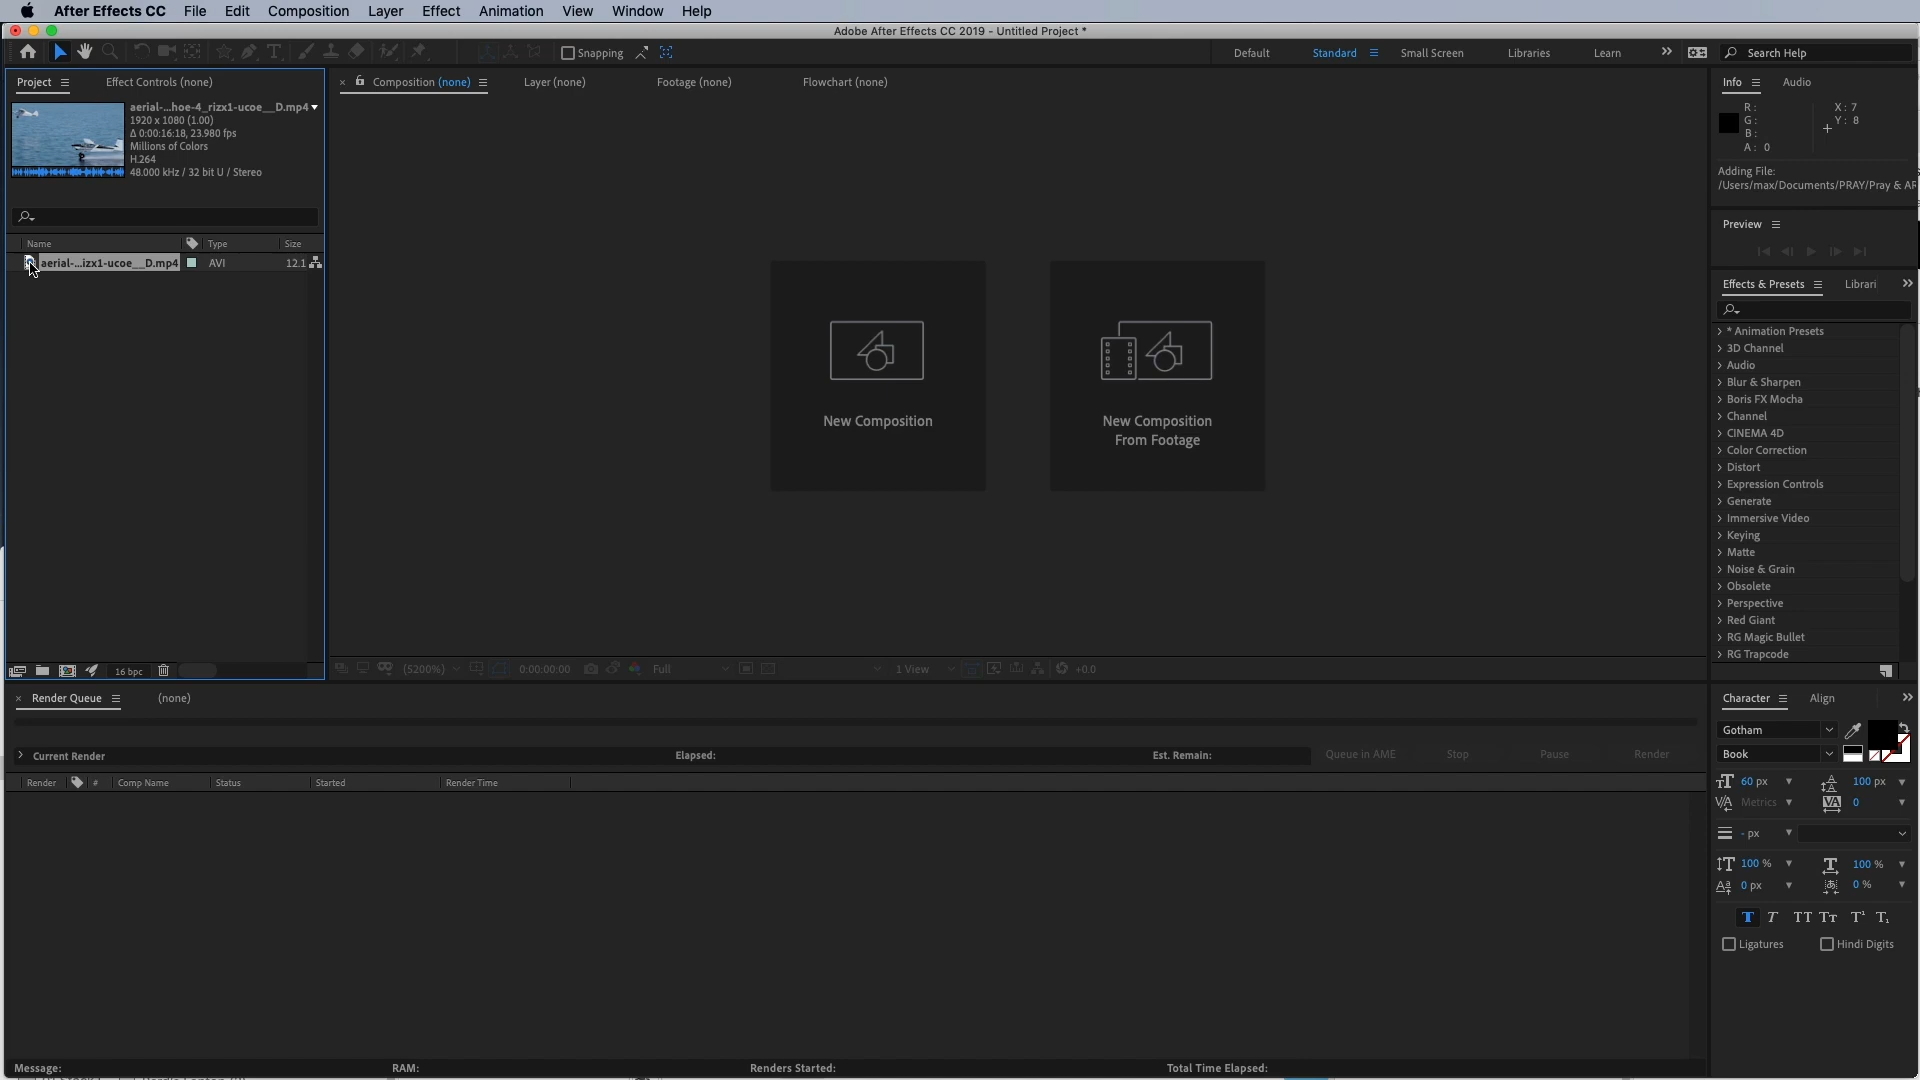 After Effects CC File Edit Composition Layer Effect Animation View Window Help
Adobe After Effects CC 2019 - Untitled Project *
Snapping Default Standard Small Screen Libraries Learn Search Help
Project Effect Controls (none)
aerial-...hoe-4_rizx1-ucoe__D.mp4
1920 x 1080 (1.00)
Δ 0:00:16:18, 23.980 fps
Millions of Colors
H.264
48.000 kHz / 32 bit U / Stereo
Name Type Size
aerial-...izx1-ucoe__D.mp4 AVI 12.1
16 bpc
Composition (none) Layer (none) Footage (none) Flowchart (none)
New Composition
New Composition
From Footage
(5200%) 0:00:00:00 Full 1 View +0.0
Info Audio
R: X: 7
G: Y: 8
B:
A: 0
Adding File:
/Users/max/Documents/PRAY/Pray & AF
Preview
Effects & Presets Librari
* Animation Presets
3D Channel
Audio
Blur & Sharpen
Boris FX Mocha
Channel
CINEMA 4D
Color Correction
Distort
Expression Controls
Generate
Immersive Video
Keying
Matte
Noise & Grain
Obsolete
Perspective
Red Giant
RG Magic Bullet
RG Trapcode
Render Queue (none)
Current Render Elapsed: Est. Remain: Queue in AME Stop Pause Render
Render # Comp Name Status Started Render Time
Character Align
Gotham
Book
60 px 100 px
Metrics 0
- px
100 % 100 %
0 px 0 %
T T TT Tт T¹ T₁
Ligatures Hindi Digits
Message: RAM: Renders Started: Total Time Elapsed: